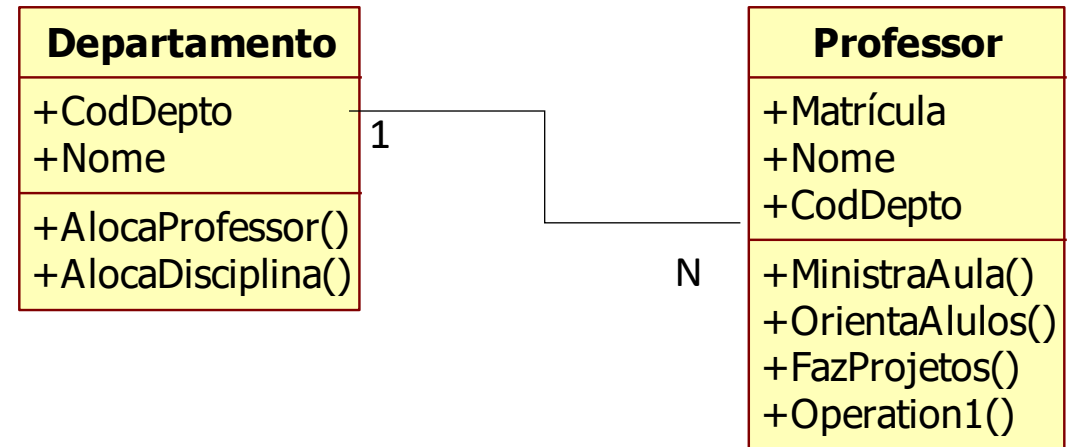 Departamento
+CodDepto
+Nome
+AlocaProfessor()
+AlocaDisciplina()
1
N
Professor
+Matrícula
+Nome
+CodDepto
+MinistraAula()
+OrientaAlulos()
+FazProjetos()
+Operation1()